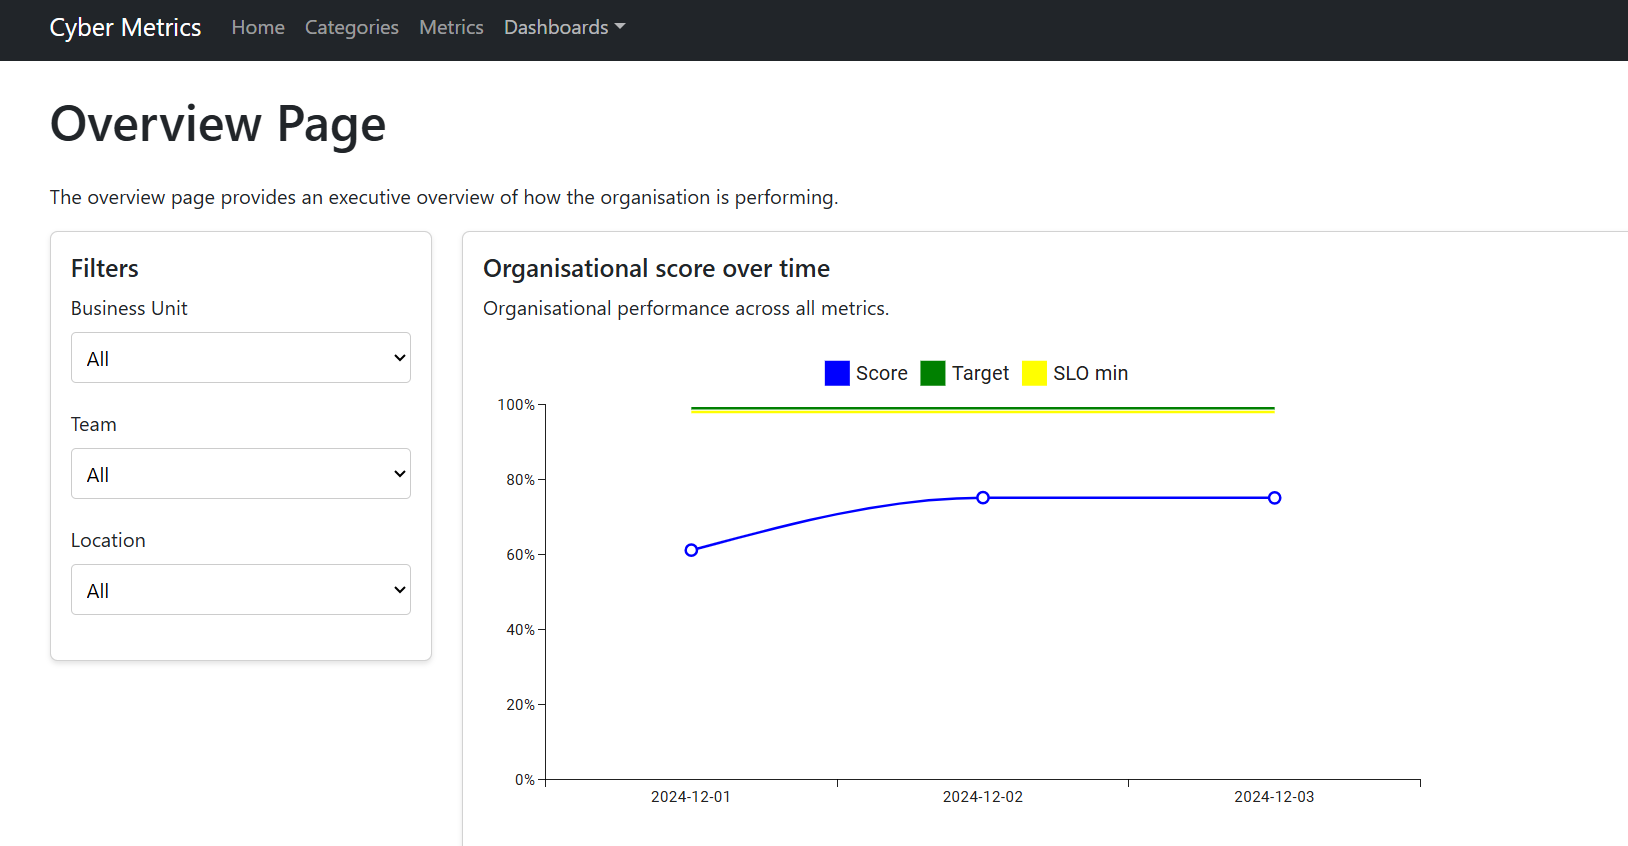 Cyber Metrics Home Categories Metrics Dashboards
Overview Page
The overview page provides an executive overview of how the organisation is performing.
Filters
Business Unit
All
Team
All
Location
All
Organisational score over time
Organisational performance across all metrics.
Score Target SLO min
100%
80%
60%
40%
20%
0%
2024-12-01 2024-12-02 2024-12-03